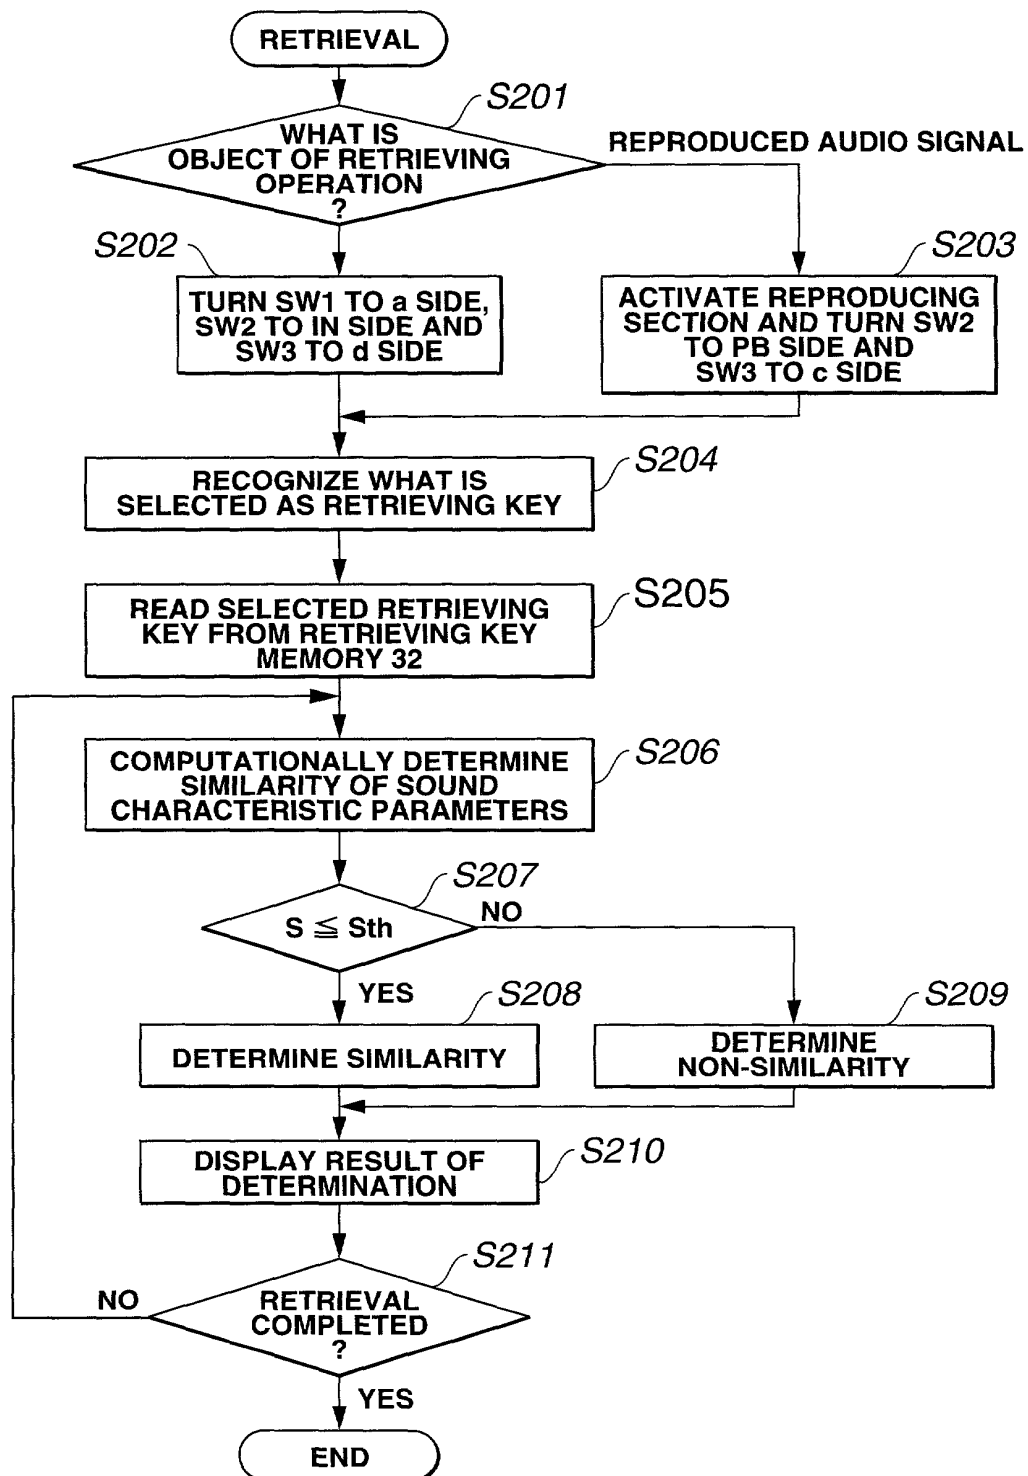 RETRIEVAL
S201
WHAT IS
OBJECT OF RETRIEVING
OPERATION
?
REPRODUCED AUDIO SIGNAL
S202
TURN SW1 TO a SIDE,
SW2 TO IN SIDE AND
SW3 TO d SIDE
S203
ACTIVATE REPRODUCING
SECTION AND TURN SW2
TO PB SIDE AND
SW3 TO c SIDE
S204
RECOGNIZE WHAT IS
SELECTED AS RETRIEVING KEY
S205
READ SELECTED RETRIEVING
KEY FROM RETRIEVING KEY
MEMORY 32
S206
COMPUTATIONALLY DETERMINE
SIMILARITY OF SOUND
CHARACTERISTIC PARAMETERS
S207
S ≦ Sth
NO
YES
S208
DETERMINE SIMILARITY
S209
DETERMINE
NON-SIMILARITY
S210
DISPLAY RESULT OF
DETERMINATION
S211
RETRIEVAL
COMPLETED
?
NO
YES
END